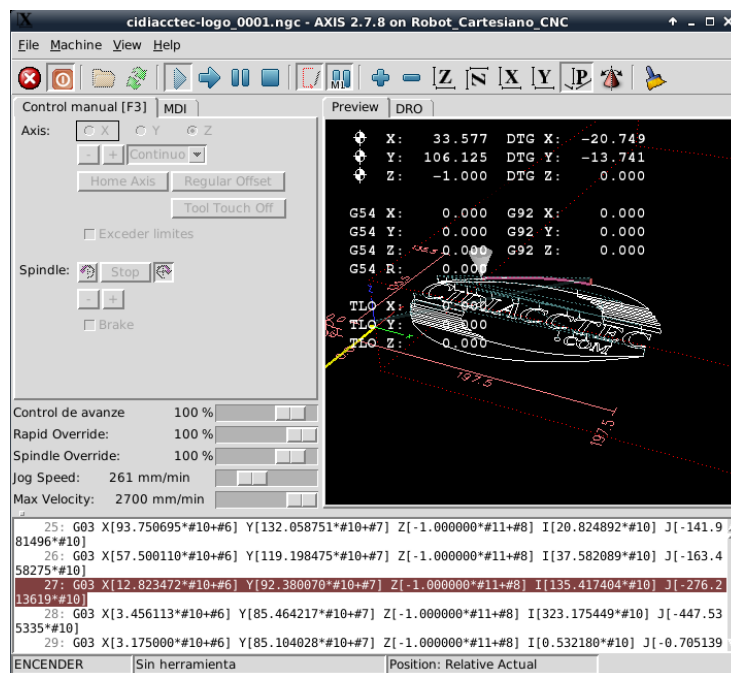 cidiacctec-logo_0001.ngc - AXIS 2.7.8 on Robot_Cartesiano_CNC
File Machine View Help
M1 Z N X Y P
Control manual [F3] MDI
Preview DRO
Axis: X Y Z
- + Continuo
Home Axis Regular Offset
Tool Touch Off
Exceder limites
Spindle: Stop
- +
Brake
Control de avance 100 %
Rapid Override: 100 %
Spindle Override: 100 %
Jog Speed: 261 mm/min
Max Velocity: 2700 mm/min
X: 33.577 DTG X: -20.749
Y: 106.125 DTG Y: -13.741
Z: -1.000 DTG Z: 0.000
G54 X: 0.000 G92 X: 0.000
G54 Y: 0.000 G92 Y: 0.000
G54 Z: 0.000 G92 Z: 0.000
G54 R: 0.000
TLO X: 0.000
TLO Y: 0.000
TLO Z: 0.000
CIDIACCTEC
.COM
197.5
197.5
25: G03 X[93.750695*#10+#6] Y[132.058751*#10+#7] Z[-1.000000*#11+#8] I[20.824892*#10] J[-141.9
81496*#10]
26: G03 X[57.500110*#10+#6] Y[119.198475*#10+#7] Z[-1.000000*#11+#8] I[37.582089*#10] J[-163.4
58275*#10]
27: G03 X[12.823472*#10+#6] Y[92.380070*#10+#7] Z[-1.000000*#11+#8] I[135.417404*#10] J[-276.2
13619*#10]
28: G03 X[3.456113*#10+#6] Y[85.464217*#10+#7] Z[-1.000000*#11+#8] I[323.175449*#10] J[-447.53
5335*#10]
29: G03 X[3.175000*#10+#6] Y[85.104028*#10+#7] Z[-1.000000*#11+#8] I[0.532180*#10] J[-0.705139
ENCENDER Sin herramienta Position: Relative Actual